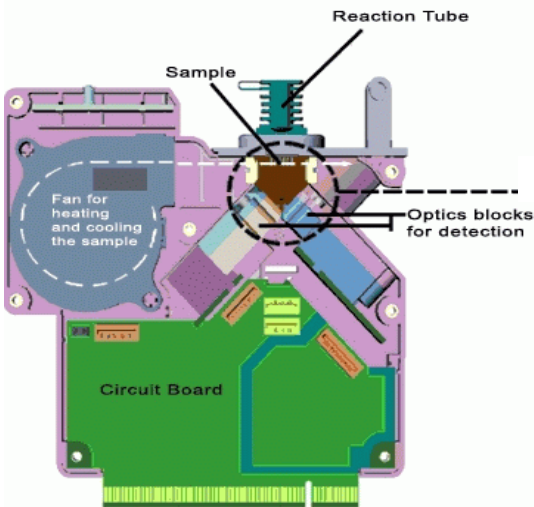 Reaction Tube
Sample
Fan for
heating
and cooling
the sample
Optics blocks
for detection
Circuit Board